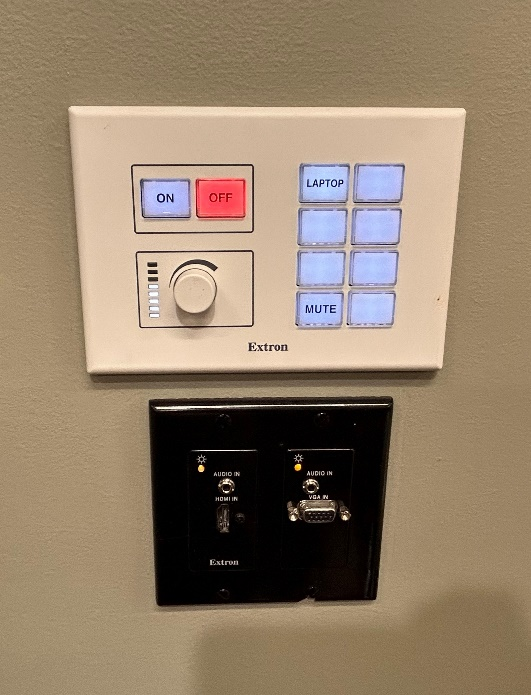 ON OFF
LAPTOP
MUTE
Extron
AUDIO IN
HDMI IN
Extron
AUDIO IN
VGA IN